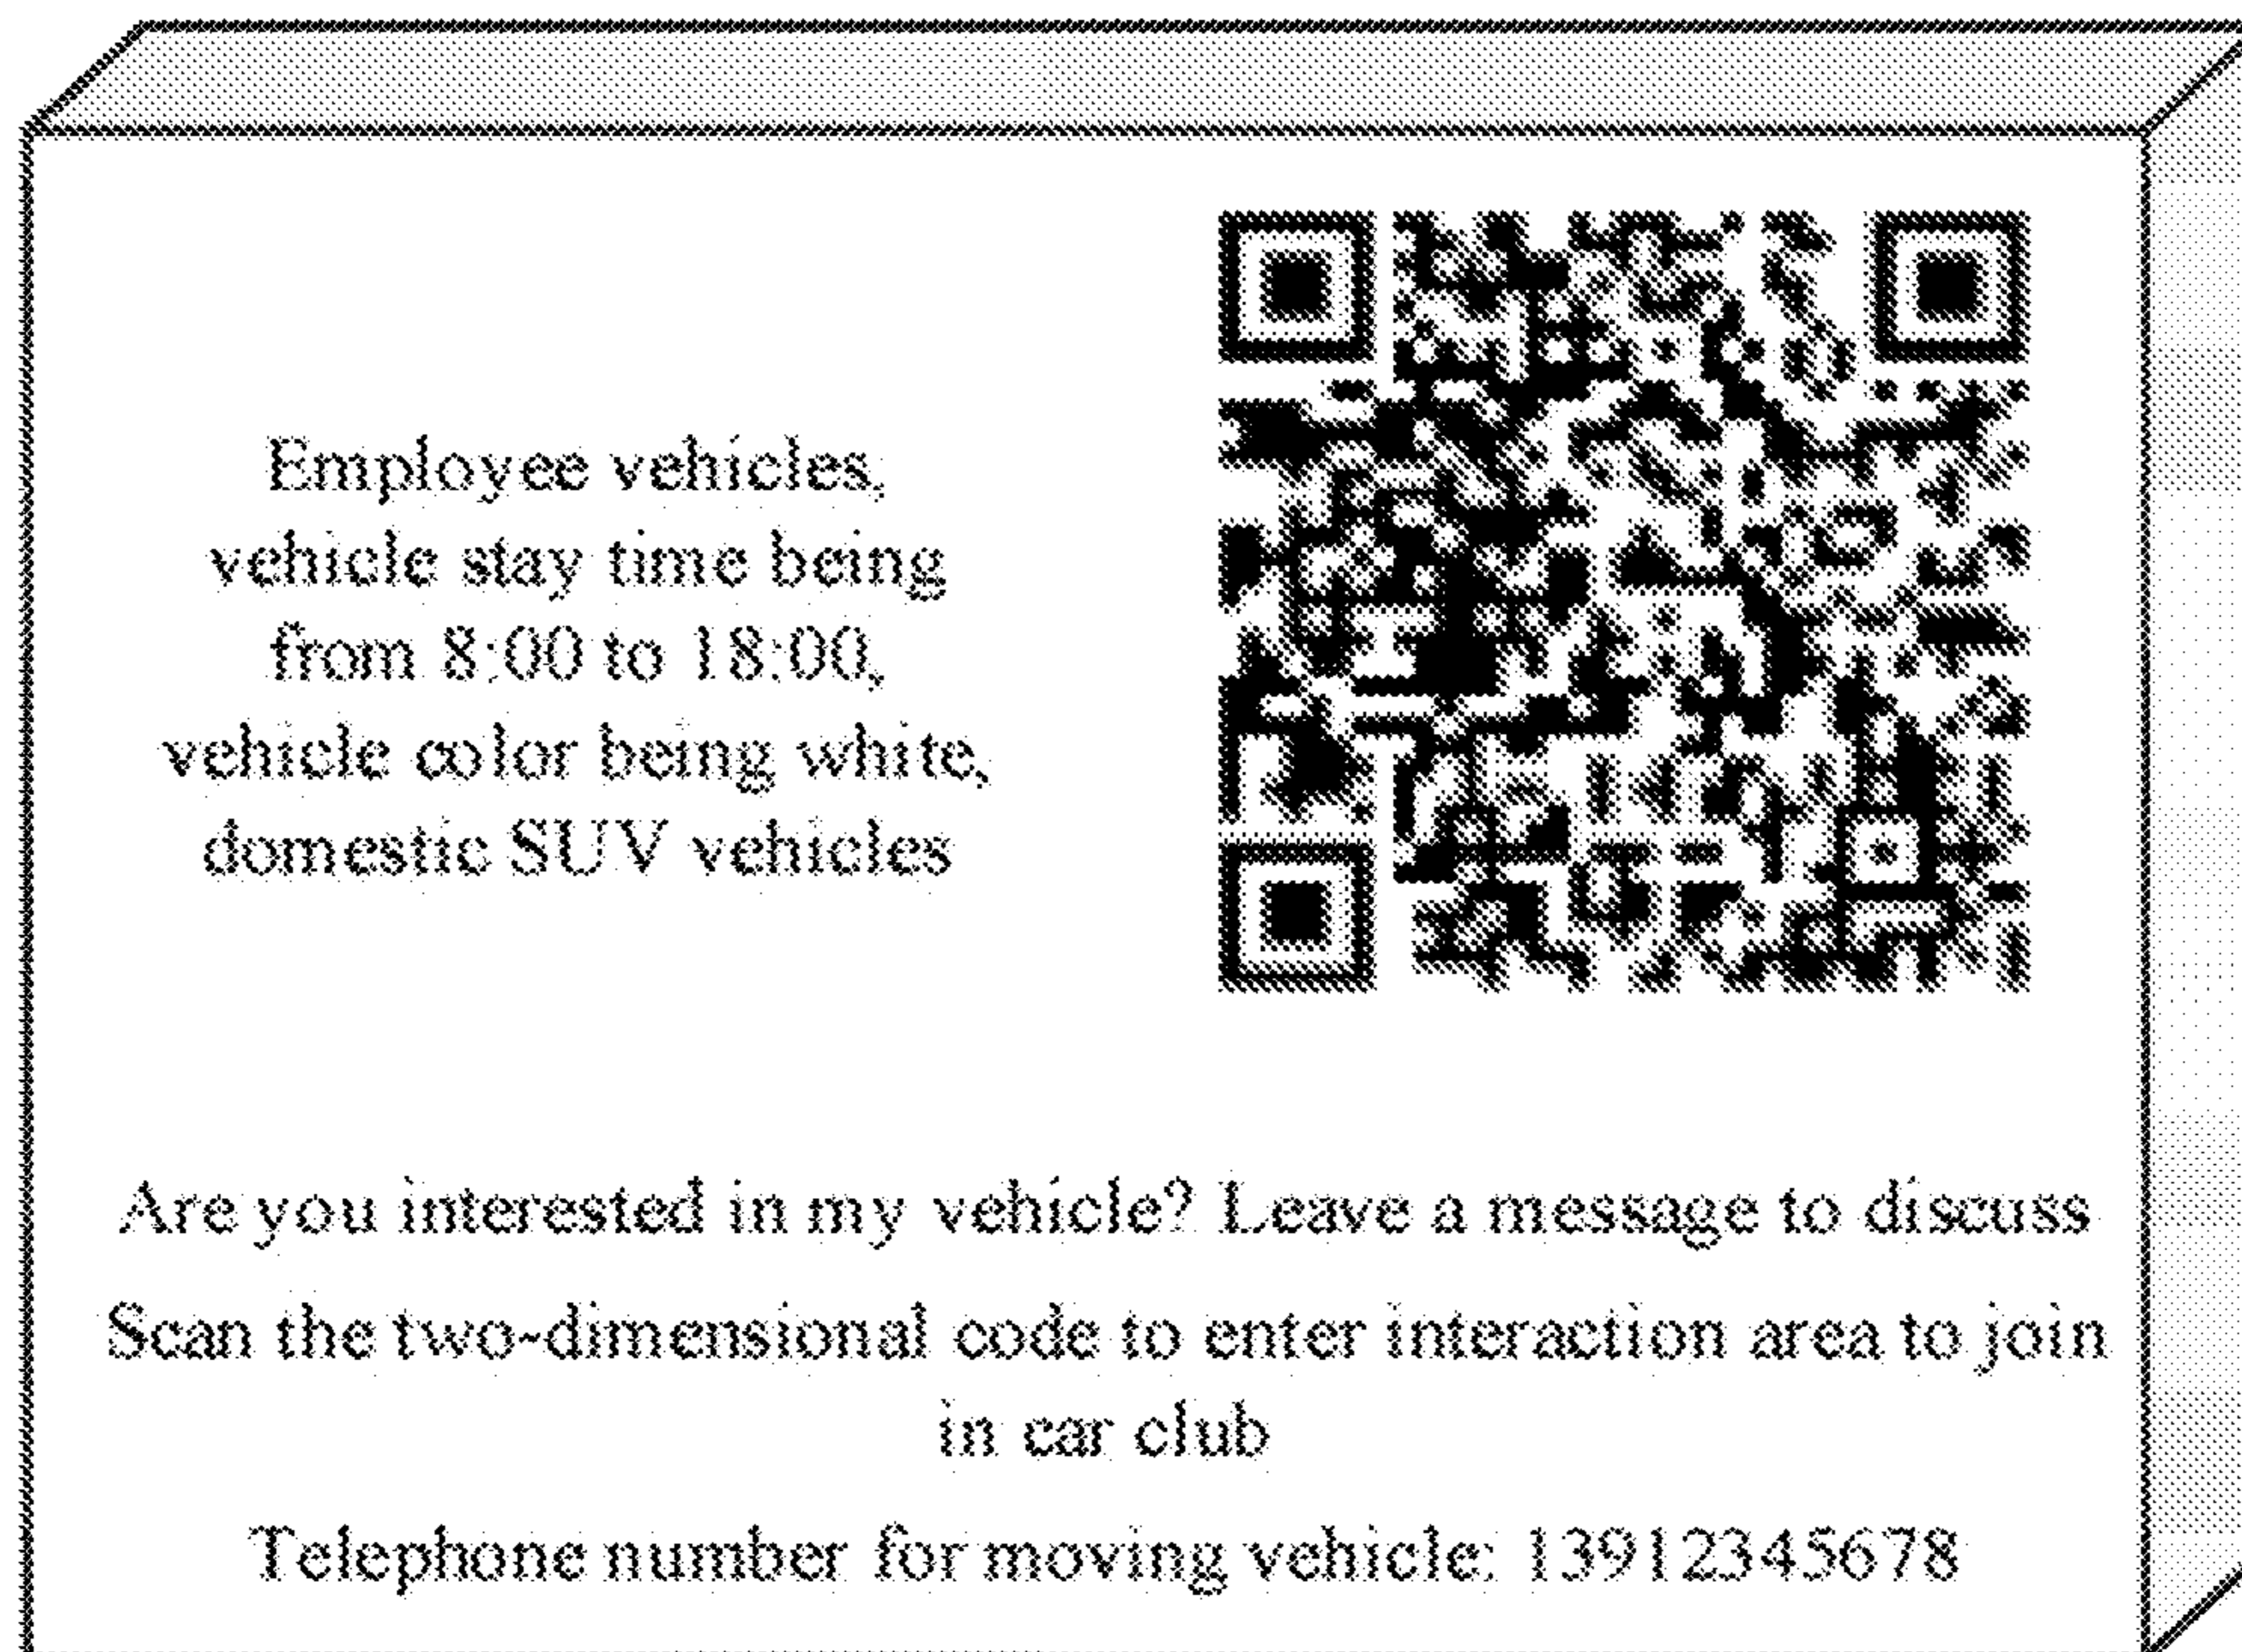 Employee vehicles,
vehicle stay time being
from 8:00 to 18:00,
vehicle color being white,
domestic SUV vehicles
Are you interested in my vehicle? Leave a message to discuss
Scan the two-dimensional code to enter interaction area to join
in car club
Telephone number for moving vehicle: 13912345678